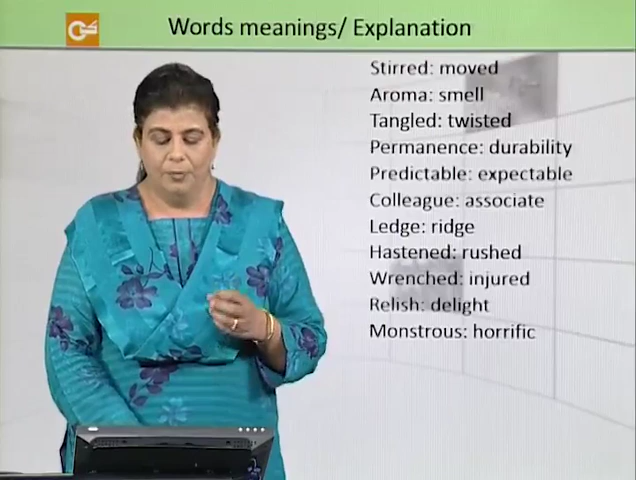 Words meanings/ Explanation
Stirred: moved
Aroma: smell
Tangled: twisted
Permanence: durability
Predictable: expectable
Colleague: associate
Ledge: ridge
Hastened: rushed
Wrenched: injured
Relish: delight
Monstrous: horrific